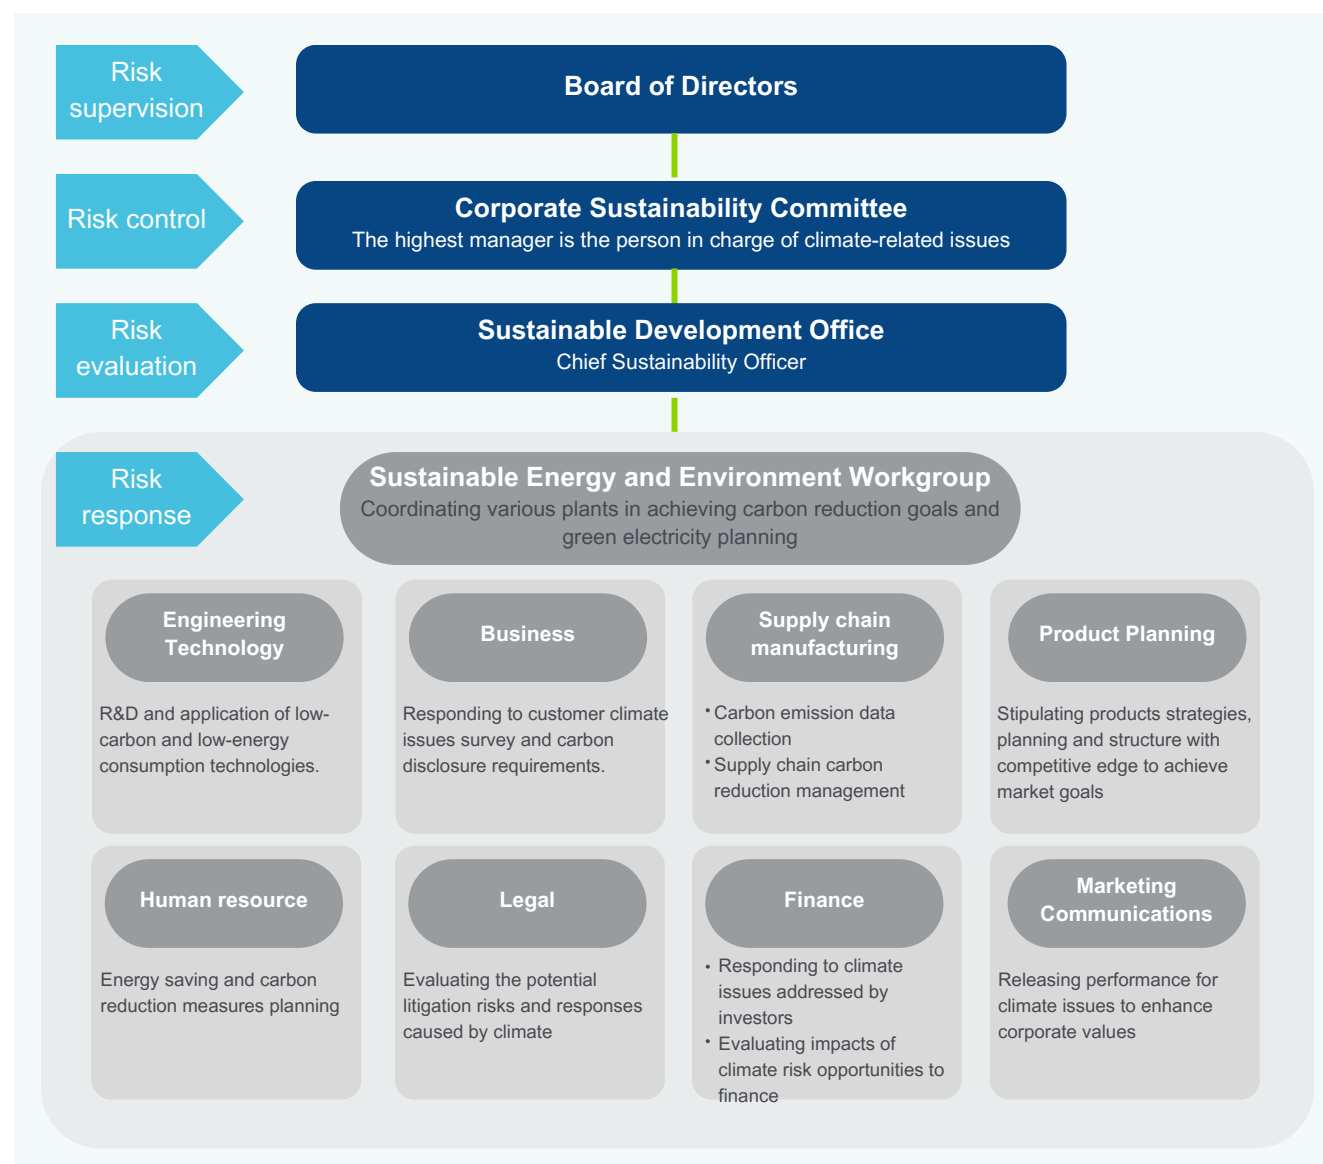 Risk
supervision
Board of Directors
Risk control
Corporate Sustainability Committee
The highest manager is the person in charge of climate-related issues
Risk
evaluation
Sustainable Development Office
Chief Sustainability Officer
Risk
response
Sustainable Energy and Environment Workgroup
Coordinating various plants in achieving carbon reduction goals and
green electricity planning
Engineering
Technology
R&D and application of low-
carbon and low-energy
consumption technologies.
Business
Responding to customer climate
issues survey and carbon
disclosure requirements.
Supply chain
manufacturing
• Carbon emission data
collection
• Supply chain carbon
reduction management
Product Planning
Stipulating products strategies,
planning and structure with
competitive edge to achieve
market goals
Human resource
Energy saving and carbon
reduction measures planning
Legal
Evaluating the potential
litigation risks and responses
caused by climate
Finance
• Responding to climate
issues addressed by
investors
• Evaluating impacts of
climate risk opportunities to
finance
Marketing
Communications
Releasing performance for
climate issues to enhance
corporate values